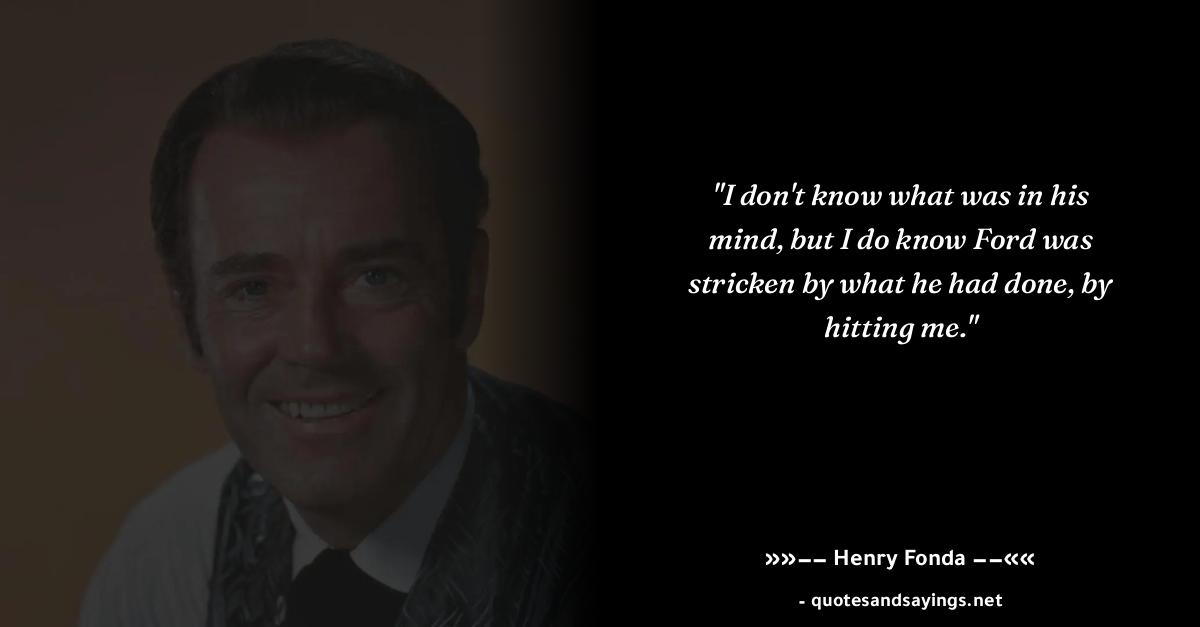 "I don't know what was in his
mind, but I do know Ford was
stricken by what he had done, by
hitting me."
»»–– Henry Fonda ––««
- quotesandsayings.net